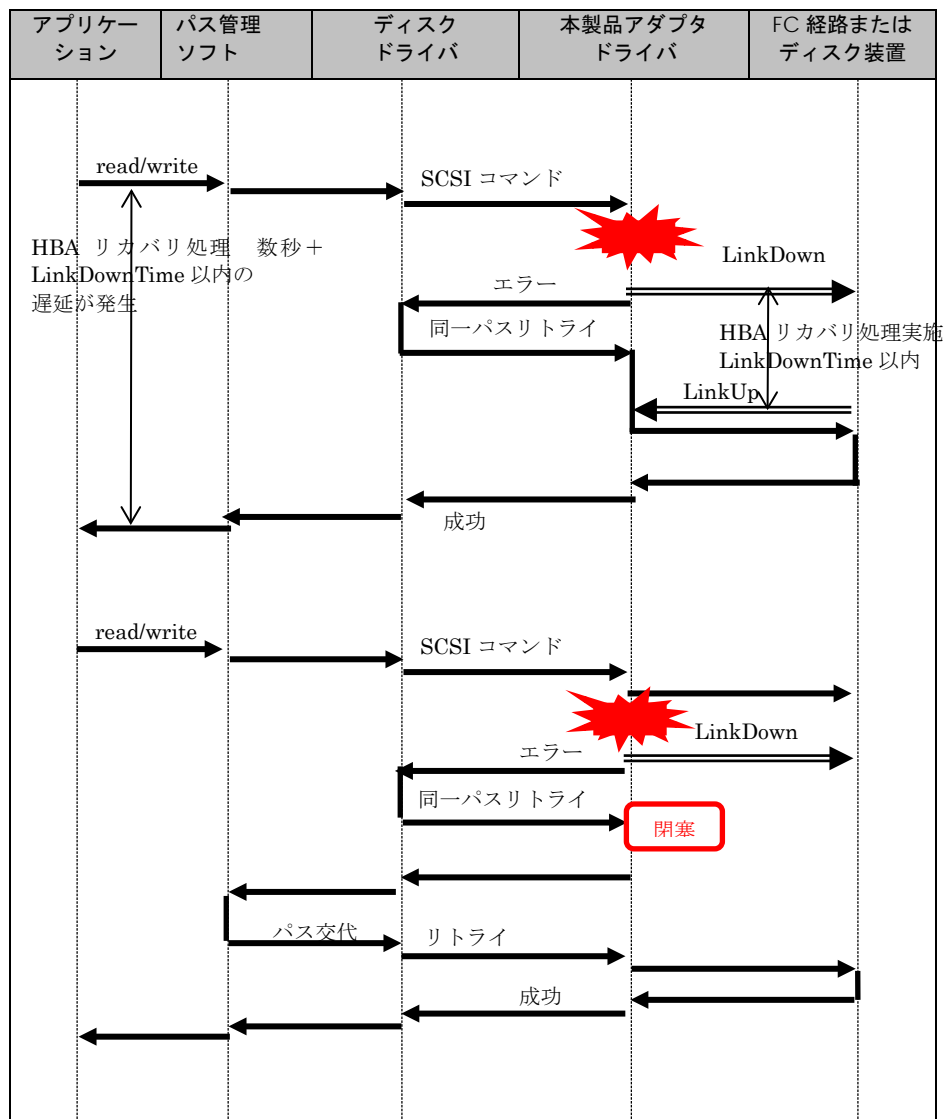 アプリケー
ション
パス管理
ソフト
ディスク
ドライバ
本製品アダプタ
ドライバ
FC 経路または
ディスク装置
read/write
SCSI コマンド
HBA リカバリ処理 数秒+
LinkDownTime 以内の
遅延が発生
LinkDown
エラー
同一パスリトライ
HBA リカバリ処理実施
LinkDownTime 以内
LinkUp
成功
read/write
SCSI コマンド
LinkDown
エラー
同一パスリトライ
閉塞
パス交代
リトライ
成功